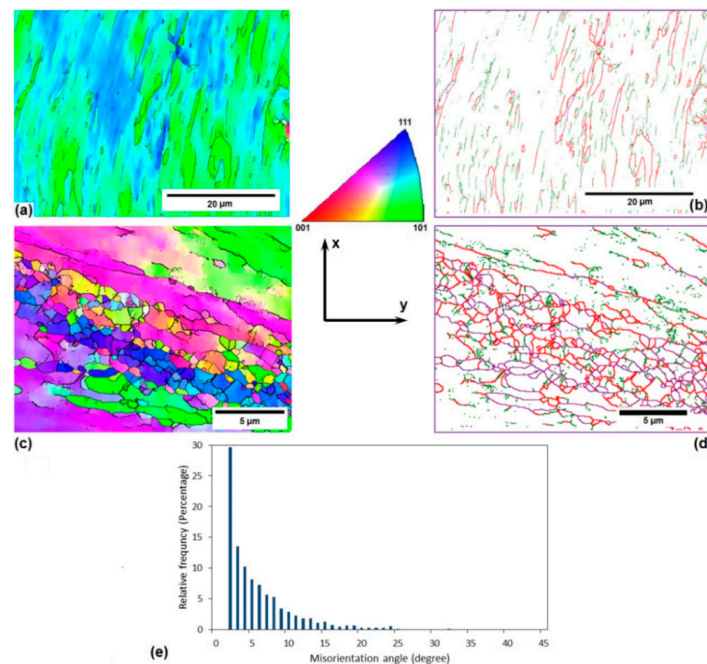 20 µm
(a)
111
001
101
20 µm
(b)
x
y
5 µm
(c)
5 µm
(d)
Relative frequncy (Percentage)
30
25
20
15
10
5
0
0 5 10 15 20 25 30 35 40 45
Misorientation angle (degree)
(e)